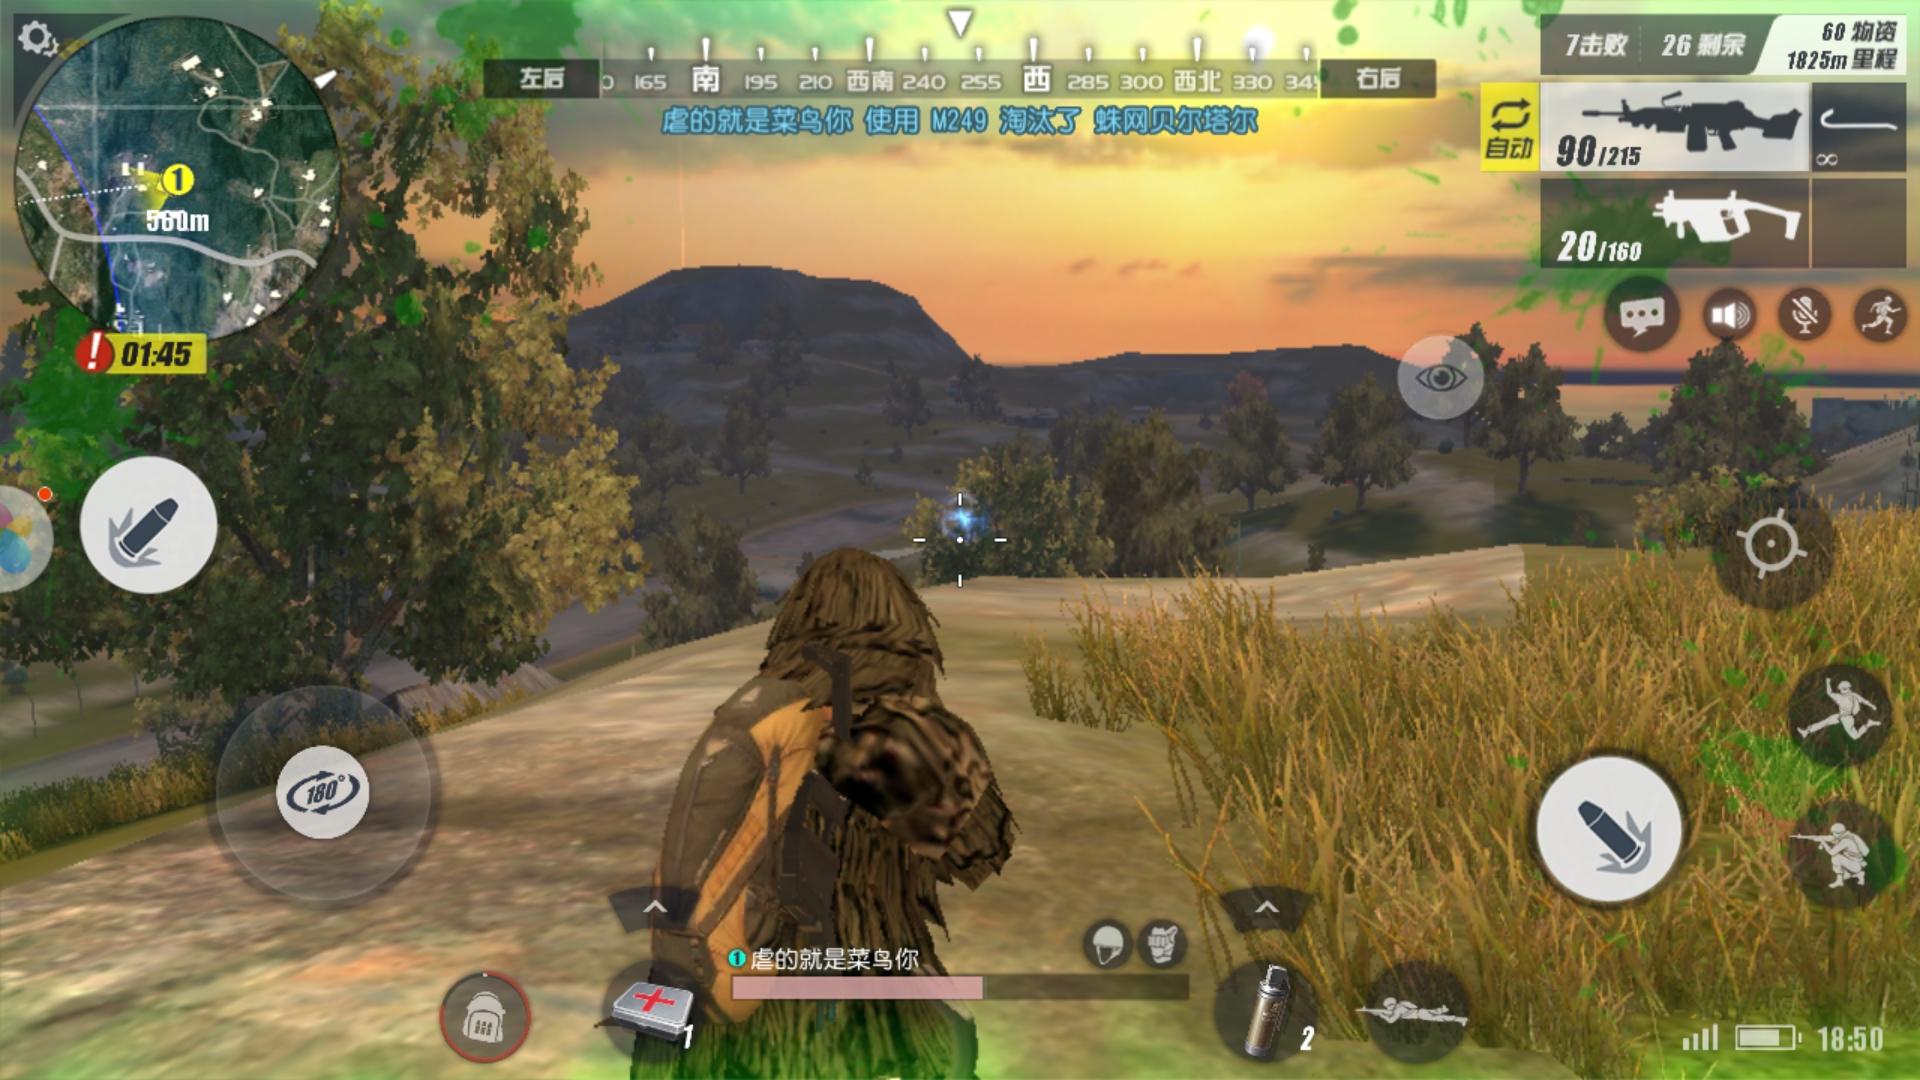 左后
165 南 195 210 西南 240 255 西 285 300 西北 330 345
右后
7击败 26 剩余
60 物资
1825m 里程
虐的就是菜鸟你 使用 M249 淘汰了 蛛网贝尔塔尔
自动
90/215
∞
20/160
1
560m
! 01:45
180°
1 虐的就是菜鸟你
1
2
18:50